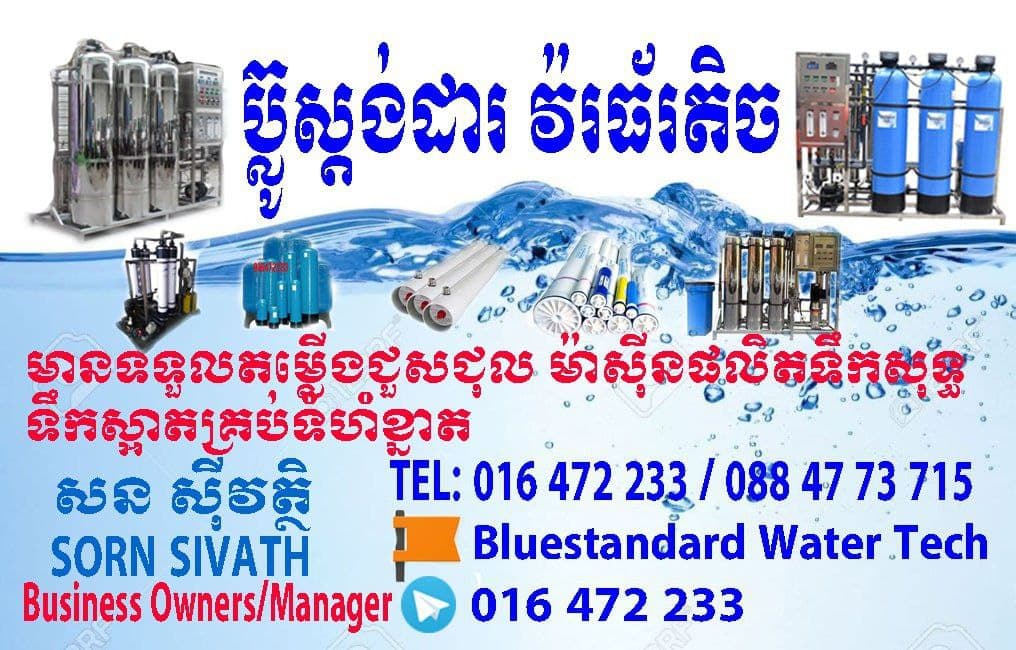 ប្លូស្តង់ដារ វ៉រធ័រតិច
មានទទួលតម្លើងជួសជុល ម៉ាស៊ីនផលិតទឹកសុទ្ធ
ទឹកស្អាតគ្រប់ទំហំខ្នាត
សន ស៊ីវត្ថិ
SORN SIVATH
Business Owners/Manager
TEL: 016 472 233 / 088 47 73 715
Bluestandard Water Tech
016 472 233